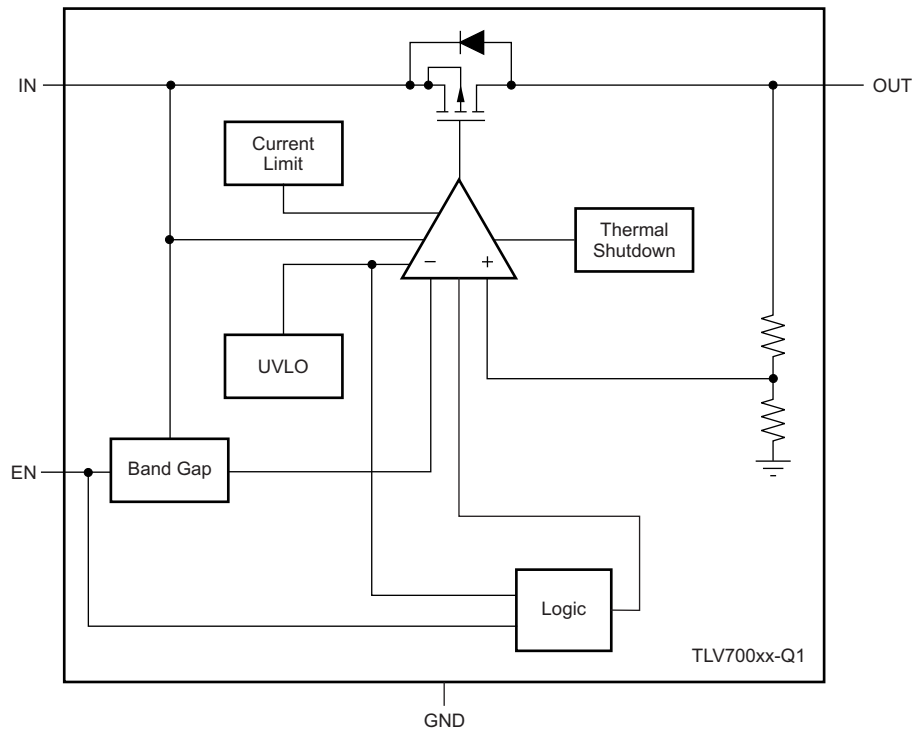 IN
OUT
Current
Limit
Thermal
Shutdown
−
+
UVLO
EN
Band Gap
Logic
TLV700xx-Q1
GND